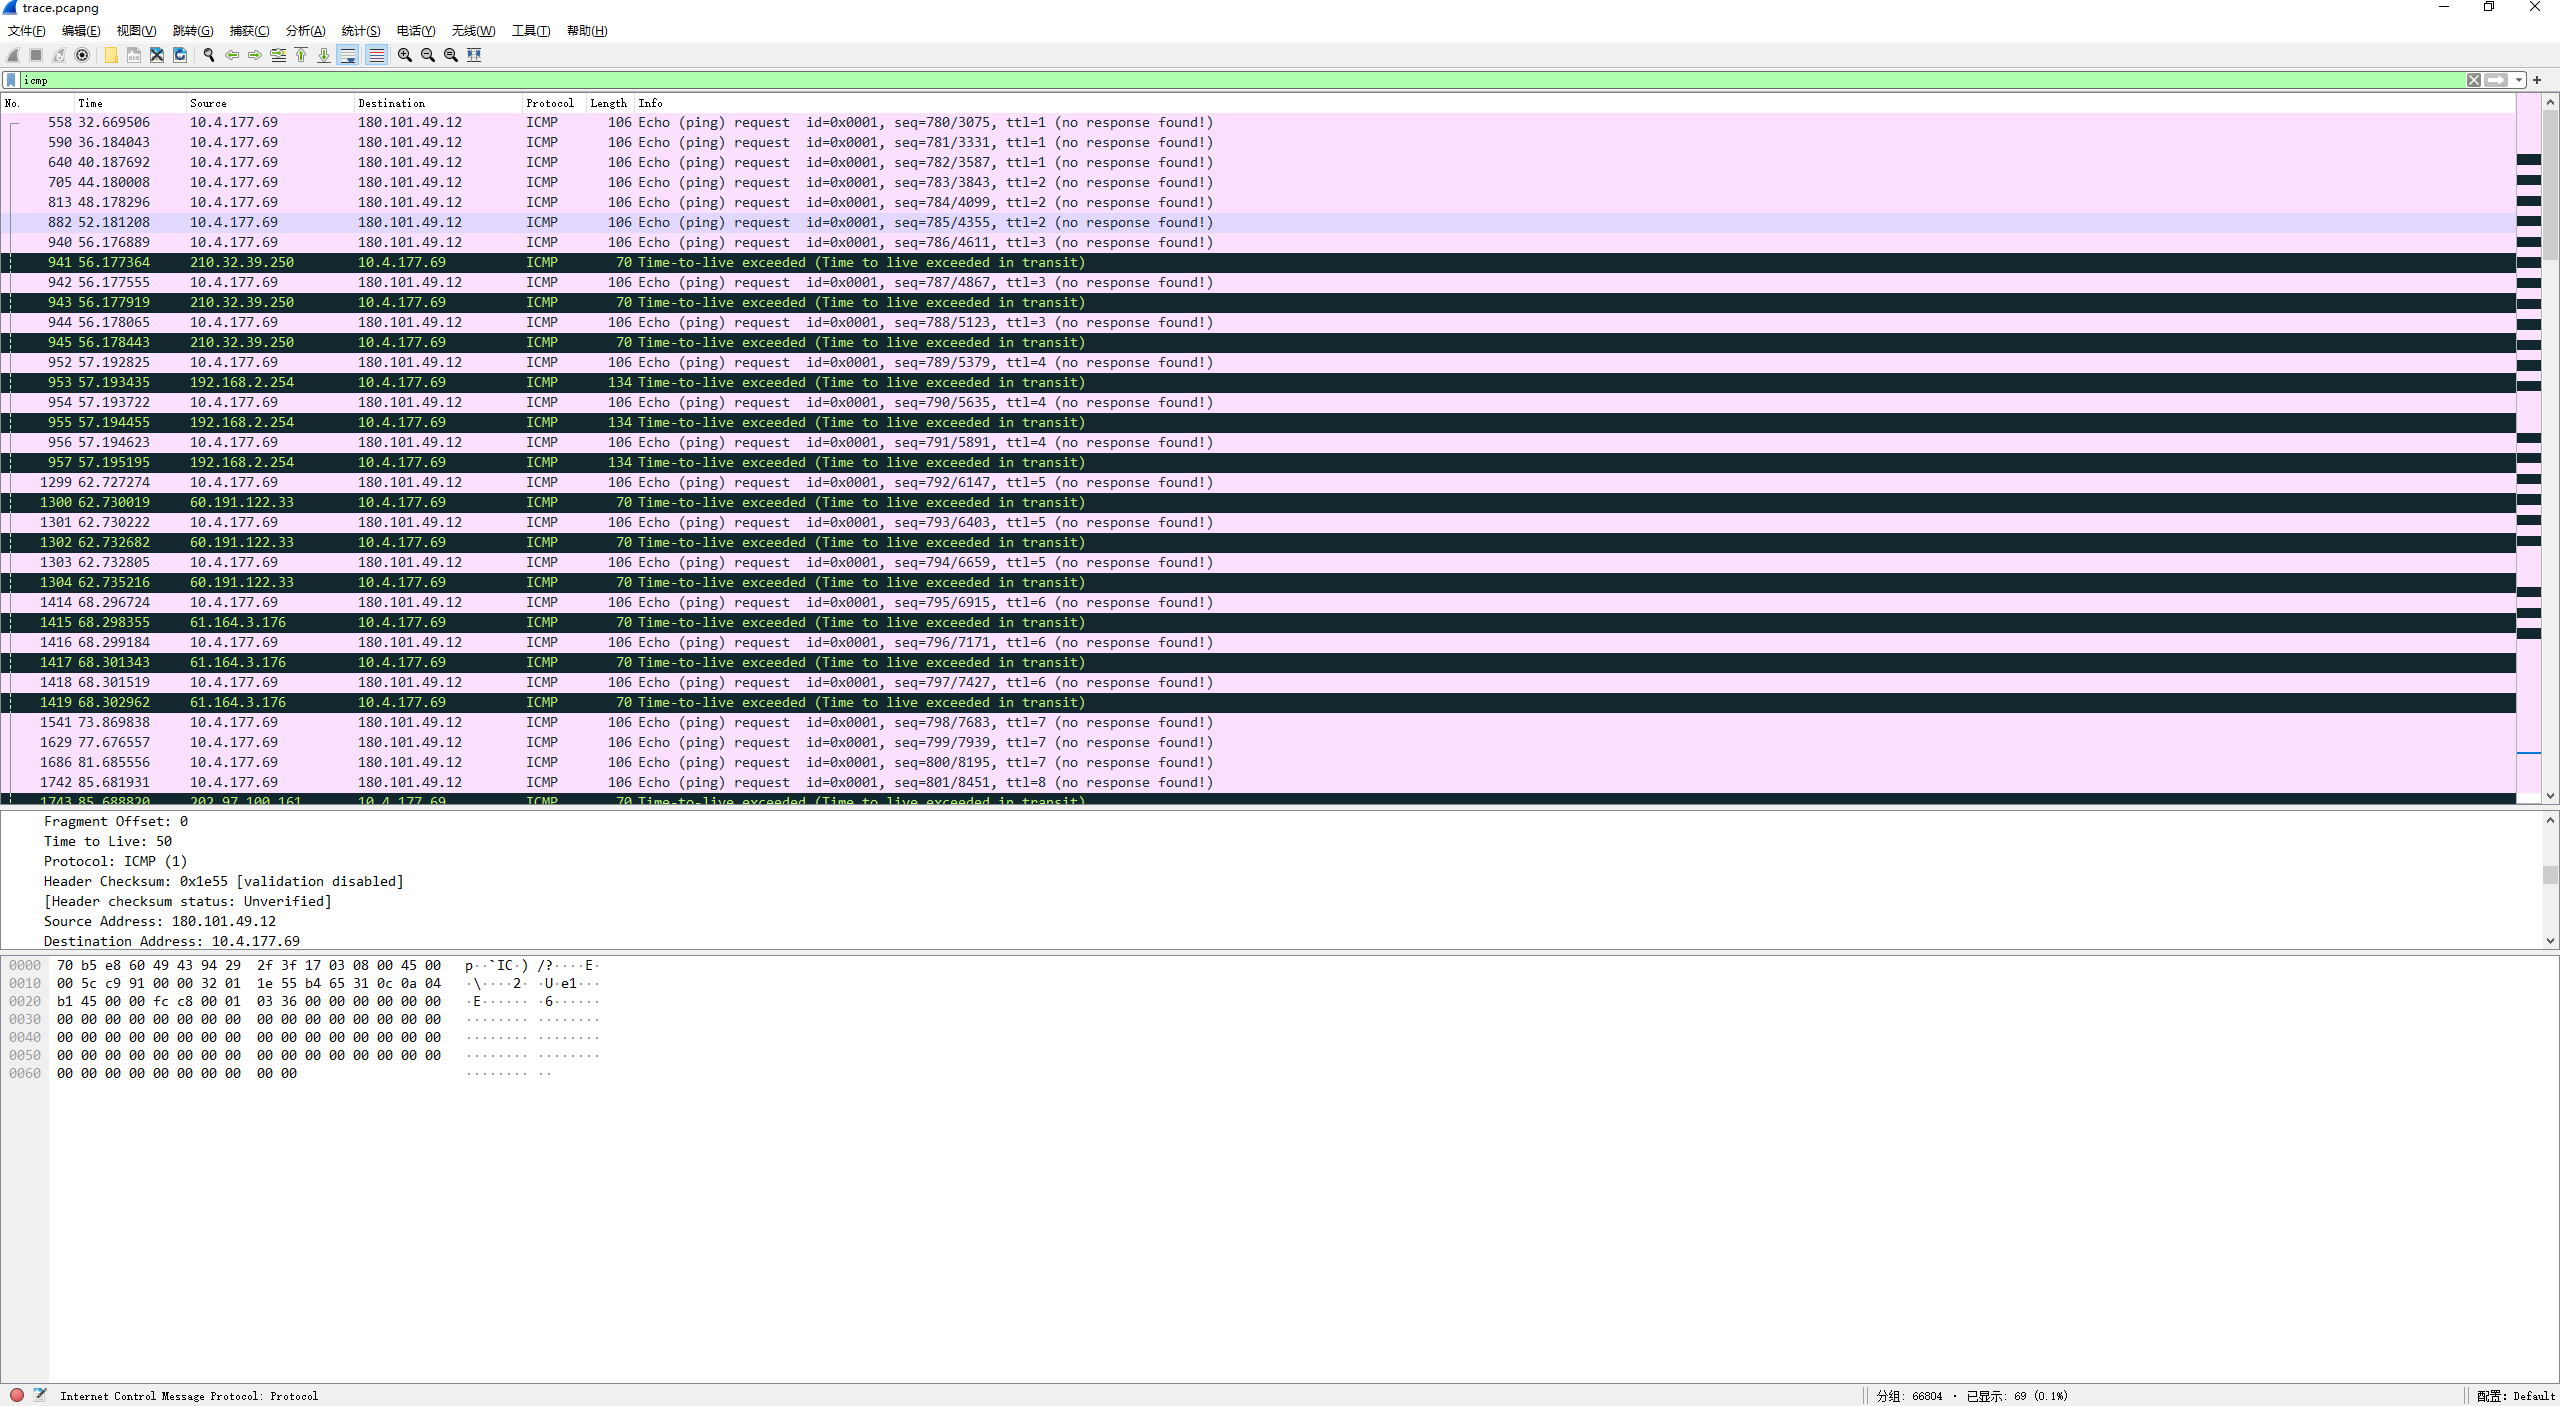 trace.pcapng
文件(F) 编辑(E) 视图(V) 跳转(G) 捕获(C) 分析(A) 统计(S) 电话(Y) 无线(W) 工具(T) 帮助(H)
icmp
No. Time Source Destination Protocol Length Info
558 32.669506 10.4.177.69 180.101.49.12 ICMP 106 Echo (ping) request id=0x0001, seq=780/3075, ttl=1 (no response found!)
590 36.184043 10.4.177.69 180.101.49.12 ICMP 106 Echo (ping) request id=0x0001, seq=781/3331, ttl=1 (no response found!)
640 40.187692 10.4.177.69 180.101.49.12 ICMP 106 Echo (ping) request id=0x0001, seq=782/3587, ttl=1 (no response found!)
705 44.180008 10.4.177.69 180.101.49.12 ICMP 106 Echo (ping) request id=0x0001, seq=783/3843, ttl=2 (no response found!)
813 48.178296 10.4.177.69 180.101.49.12 ICMP 106 Echo (ping) request id=0x0001, seq=784/4099, ttl=2 (no response found!)
882 52.181208 10.4.177.69 180.101.49.12 ICMP 106 Echo (ping) request id=0x0001, seq=785/4355, ttl=2 (no response found!)
940 56.176889 10.4.177.69 180.101.49.12 ICMP 106 Echo (ping) request id=0x0001, seq=786/4611, ttl=3 (no response found!)
941 56.177364 210.32.39.250 10.4.177.69 ICMP 70 Time-to-live exceeded (Time to live exceeded in transit)
942 56.177555 10.4.177.69 180.101.49.12 ICMP 106 Echo (ping) request id=0x0001, seq=787/4867, ttl=3 (no response found!)
943 56.177919 210.32.39.250 10.4.177.69 ICMP 70 Time-to-live exceeded (Time to live exceeded in transit)
944 56.178065 10.4.177.69 180.101.49.12 ICMP 106 Echo (ping) request id=0x0001, seq=788/5123, ttl=3 (no response found!)
945 56.178443 210.32.39.250 10.4.177.69 ICMP 70 Time-to-live exceeded (Time to live exceeded in transit)
952 57.192825 10.4.177.69 180.101.49.12 ICMP 106 Echo (ping) request id=0x0001, seq=789/5379, ttl=4 (no response found!)
953 57.193435 192.168.2.254 10.4.177.69 ICMP 134 Time-to-live exceeded (Time to live exceeded in transit)
954 57.193722 10.4.177.69 180.101.49.12 ICMP 106 Echo (ping) request id=0x0001, seq=790/5635, ttl=4 (no response found!)
955 57.194455 192.168.2.254 10.4.177.69 ICMP 134 Time-to-live exceeded (Time to live exceeded in transit)
956 57.194623 10.4.177.69 180.101.49.12 ICMP 106 Echo (ping) request id=0x0001, seq=791/5891, ttl=4 (no response found!)
957 57.195195 192.168.2.254 10.4.177.69 ICMP 134 Time-to-live exceeded (Time to live exceeded in transit)
1299 62.727274 10.4.177.69 180.101.49.12 ICMP 106 Echo (ping) request id=0x0001, seq=792/6147, ttl=5 (no response found!)
1300 62.730019 60.191.122.33 10.4.177.69 ICMP 70 Time-to-live exceeded (Time to live exceeded in transit)
1301 62.730222 10.4.177.69 180.101.49.12 ICMP 106 Echo (ping) request id=0x0001, seq=793/6403, ttl=5 (no response found!)
1302 62.732682 60.191.122.33 10.4.177.69 ICMP 70 Time-to-live exceeded (Time to live exceeded in transit)
1303 62.732805 10.4.177.69 180.101.49.12 ICMP 106 Echo (ping) request id=0x0001, seq=794/6659, ttl=5 (no response found!)
1304 62.735216 60.191.122.33 10.4.177.69 ICMP 70 Time-to-live exceeded (Time to live exceeded in transit)
1414 68.296724 10.4.177.69 180.101.49.12 ICMP 106 Echo (ping) request id=0x0001, seq=795/6915, ttl=6 (no response found!)
1415 68.298355 61.164.3.176 10.4.177.69 ICMP 70 Time-to-live exceeded (Time to live exceeded in transit)
1416 68.299184 10.4.177.69 180.101.49.12 ICMP 106 Echo (ping) request id=0x0001, seq=796/7171, ttl=6 (no response found!)
1417 68.301343 61.164.3.176 10.4.177.69 ICMP 70 Time-to-live exceeded (Time to live exceeded in transit)
1418 68.301519 10.4.177.69 180.101.49.12 ICMP 106 Echo (ping) request id=0x0001, seq=797/7427, ttl=6 (no response found!)
1419 68.302962 61.164.3.176 10.4.177.69 ICMP 70 Time-to-live exceeded (Time to live exceeded in transit)
1541 73.869838 10.4.177.69 180.101.49.12 ICMP 106 Echo (ping) request id=0x0001, seq=798/7683, ttl=7 (no response found!)
1629 77.676557 10.4.177.69 180.101.49.12 ICMP 106 Echo (ping) request id=0x0001, seq=799/7939, ttl=7 (no response found!)
1686 81.685556 10.4.177.69 180.101.49.12 ICMP 106 Echo (ping) request id=0x0001, seq=800/8195, ttl=7 (no response found!)
1742 85.681931 10.4.177.69 180.101.49.12 ICMP 106 Echo (ping) request id=0x0001, seq=801/8451, ttl=8 (no response found!)
1743 85.688820 202.97.100.161 10.4.177.69 ICMP 70 Time-to-live exceeded (Time to live exceeded in transit)
Fragment Offset: 0
Time to Live: 50
Protocol: ICMP (1)
Header Checksum: 0x1e55 [validation disabled]
[Header checksum status: Unverified]
Source Address: 180.101.49.12
Destination Address: 10.4.177.69
0000 70 b5 e8 60 49 43 94 29 2f 3f 17 03 08 00 45 00 p··`IC·) /?····E·
0010 00 5c c9 91 00 00 32 01 1e 55 b4 65 31 0c 0a 04 ·\····2· ·U·e1···
0020 b1 45 00 00 fc c8 00 01 03 36 00 00 00 00 00 00 ·E······ ·6······
0030 00 00 00 00 00 00 00 00 00 00 00 00 00 00 00 00 ········ ········
0040 00 00 00 00 00 00 00 00 00 00 00 00 00 00 00 00 ········ ········
0050 00 00 00 00 00 00 00 00 00 00 00 00 00 00 00 00 ········ ········
0060 00 00 00 00 00 00 00 00 00 00 ········ ··
Internet Control Message Protocol: Protocol 分组: 66804 · 已显示: 69 (0.1%) 配置: Default